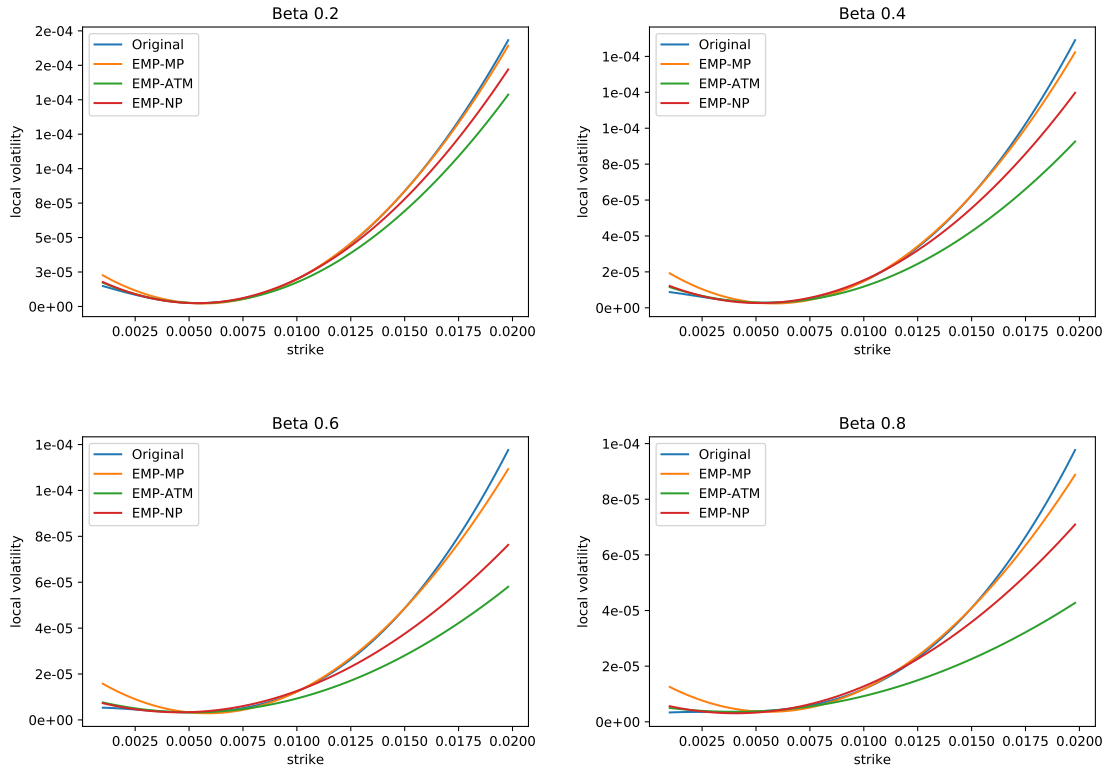 Beta 0.2
local volatility
2e-04
2e-04
1e-04
1e-04
1e-04
8e-05
5e-05
3e-05
0e+00
Original
EMP-MP
EMP-ATM
EMP-NP
0.0025 0.0050 0.0075 0.0100 0.0125 0.0150 0.0175 0.0200
strike
Beta 0.4
local volatility
1e-04
1e-04
1e-04
8e-05
6e-05
4e-05
2e-05
0e+00
Original
EMP-MP
EMP-ATM
EMP-NP
0.0025 0.0050 0.0075 0.0100 0.0125 0.0150 0.0175 0.0200
strike
Beta 0.6
local volatility
1e-04
1e-04
8e-05
6e-05
4e-05
2e-05
0e+00
Original
EMP-MP
EMP-ATM
EMP-NP
0.0025 0.0050 0.0075 0.0100 0.0125 0.0150 0.0175 0.0200
strike
Beta 0.8
local volatility
1e-04
8e-05
6e-05
4e-05
2e-05
0e+00
Original
EMP-MP
EMP-ATM
EMP-NP
0.0025 0.0050 0.0075 0.0100 0.0125 0.0150 0.0175 0.0200
strike